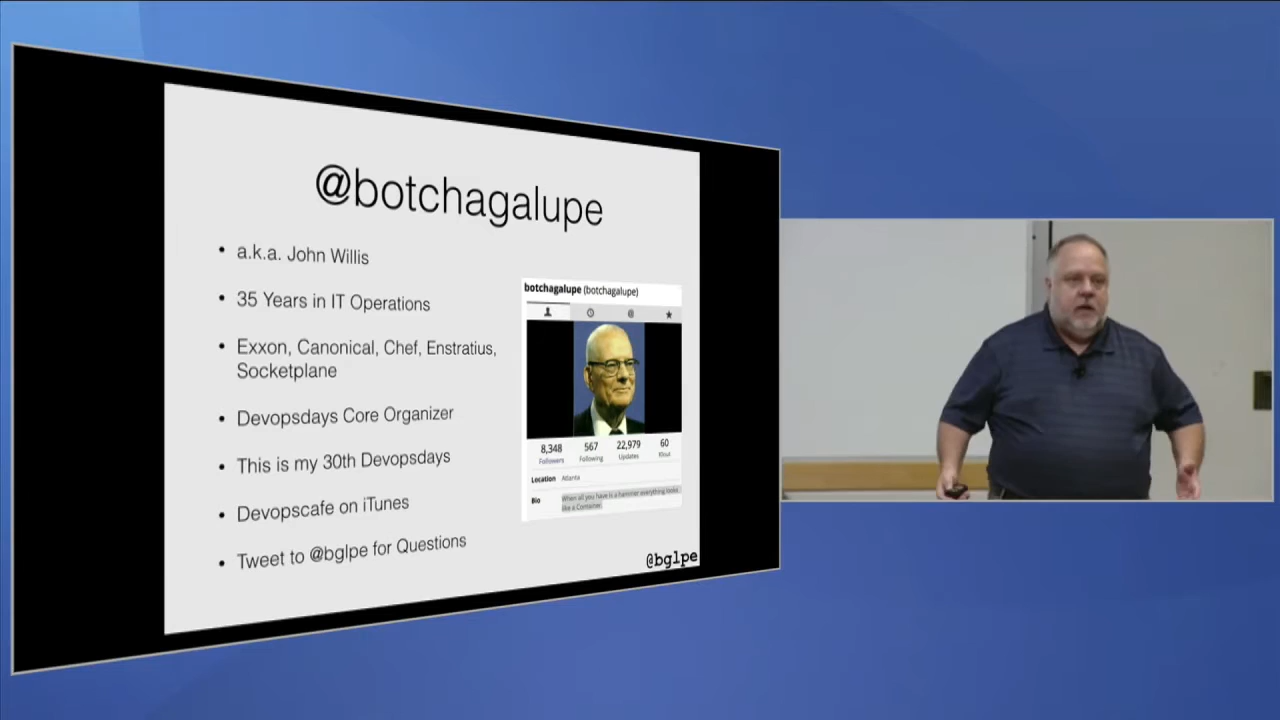 @botchagalupe
• a.k.a. John Willis
• 35 Years in IT Operations
• Exxon, Canonical, Chef, Enstratius,
Socketplane
• Devopsdays Core Organizer
• This is my 30th Devopsdays
• Devopscafe on iTunes
• Tweet to @bglpe for Questions
botchagalupe (botchagalupe)
8,348 567 22,979 60
Followers Following Updates Klout
Location Atlanta
Bio When all you have is a hammer everything looks
like a Container.
@bglpe